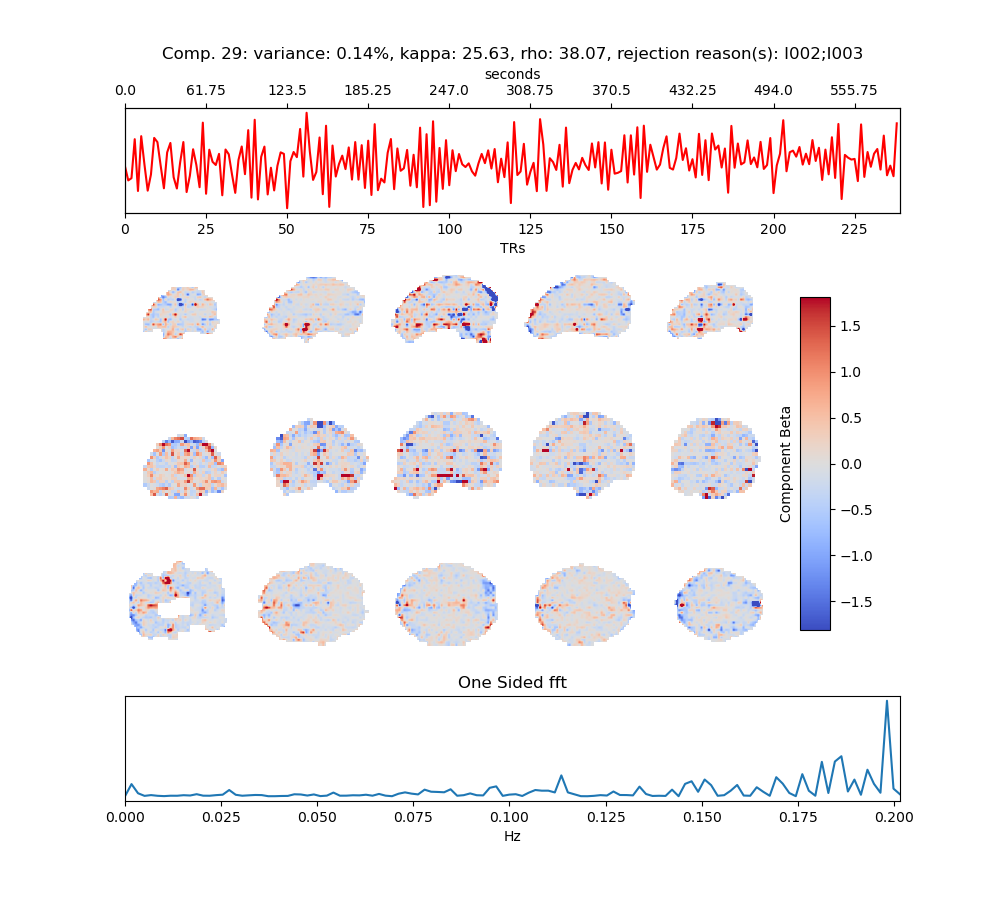 Comp. 29: variance: 0.14%, kappa: 25.63, rho: 38.07, rejection reason(s): I002;I003
seconds
0.0 61.75 123.5 185.25 247.0 308.75 370.5 432.25 494.0 555.75
0 25 50 75 100 125 150 175 200 225
TRs
1.5
1.0
0.5
0.0
−0.5
−1.0
−1.5
Component Beta
One Sided fft
0.000 0.025 0.050 0.075 0.100 0.125 0.150 0.175 0.200
Hz